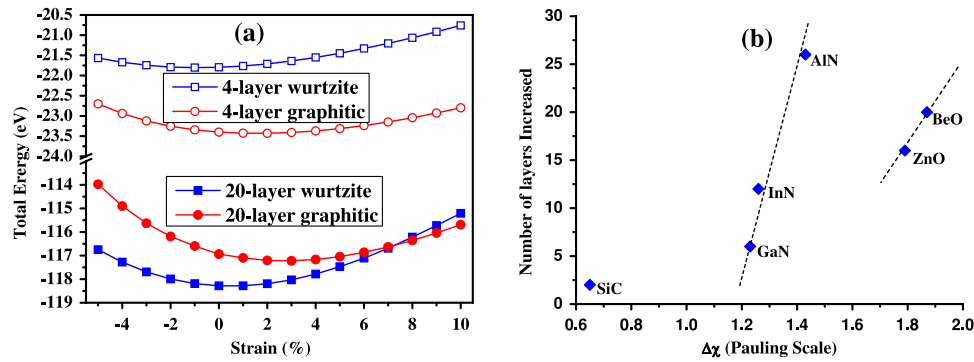 (a)
-20.5
-21.0
-21.5
-21.9
-22.5
-23.0
-23.5
-24.0
-114
-115
-116
-118
-119
Total Energy (eV)
4-layer wurtzite
4-layer graphitic
20-layer wurtzite
20-layer graphitic
-4 -2 0 2 4 6 8 10
Strain (%)
(b)
30
25
20
15
10
5
0
Number of layers Increased
AlN
BeO
ZnO
InN
GaN
SiC
0.6 0.8 1.0 1.2 1.4 1.6 1.8 2.0
Δχ (Pauling Scale)